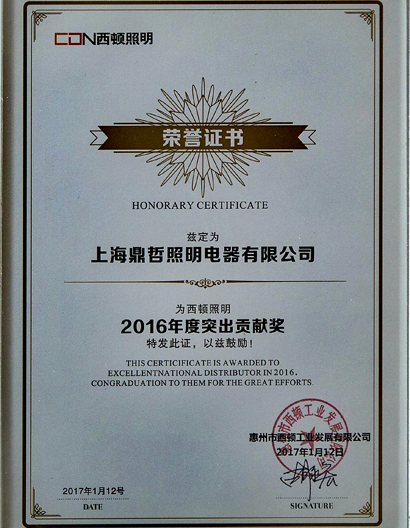 CDN西顿照明
荣誉证书
HONORARY CERTIFICATE
兹定为
上海鼎哲照明电器有限公司
为西顿照明
2016年度突出贡献奖
特发此证，以兹鼓励！
THIS CERTICIFICATE IS AWARDED TO
EXCELLENTNATIONAL DISTRIBUTOR IN 2016.
CONGRADUATION TO THEM FOR THE GREAT EFFORTS.
惠州市西顿工业发展有限公司
2017年1月12日
2017年1月12号
DATE
SIGNATURE